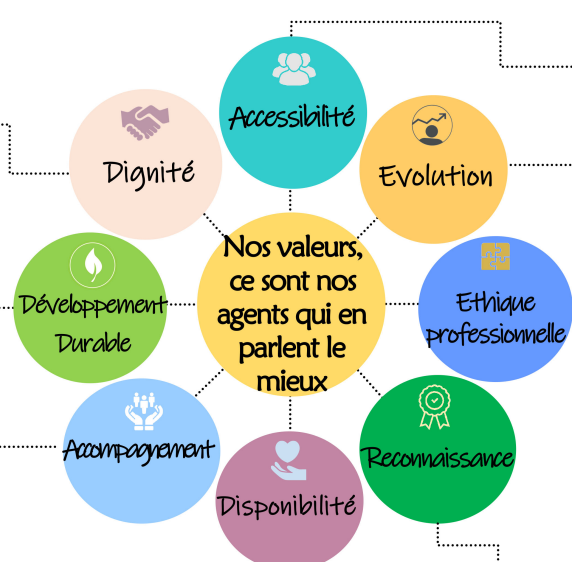 Accessibilité
Dignité
Evolution
Nos valeurs,
ce sont nos
agents qui en
parlent le
mieux
Développement
Durable
Ethique
professionnelle
Accompagnement
Reconnaissance
Disponibilité